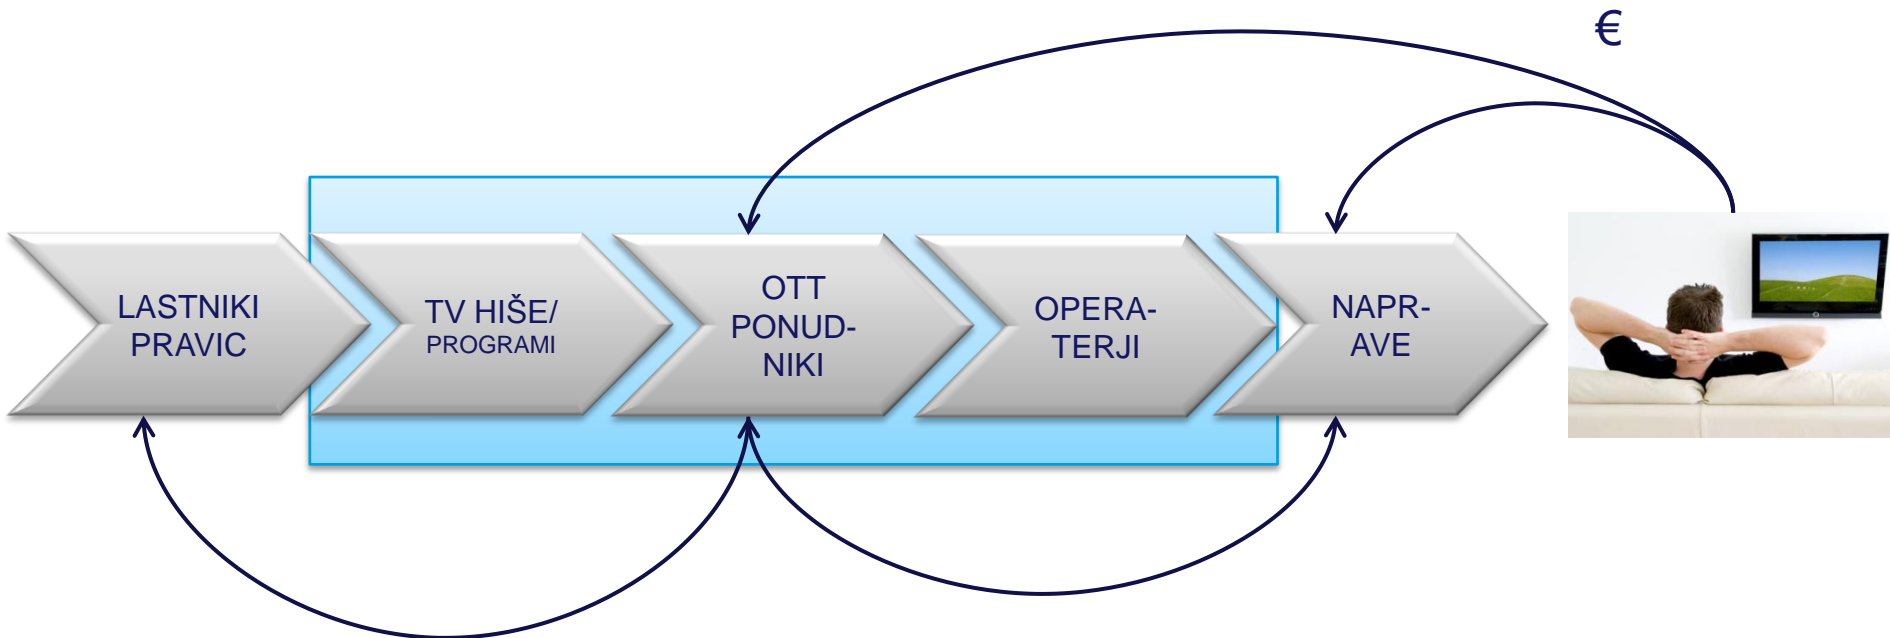 €
LASTNIKI
PRAVIC
TV HIŠE/
PROGRAMI
OTT
PONUD-
NIKI
OPERA-
TERJI
NAPR-
AVE